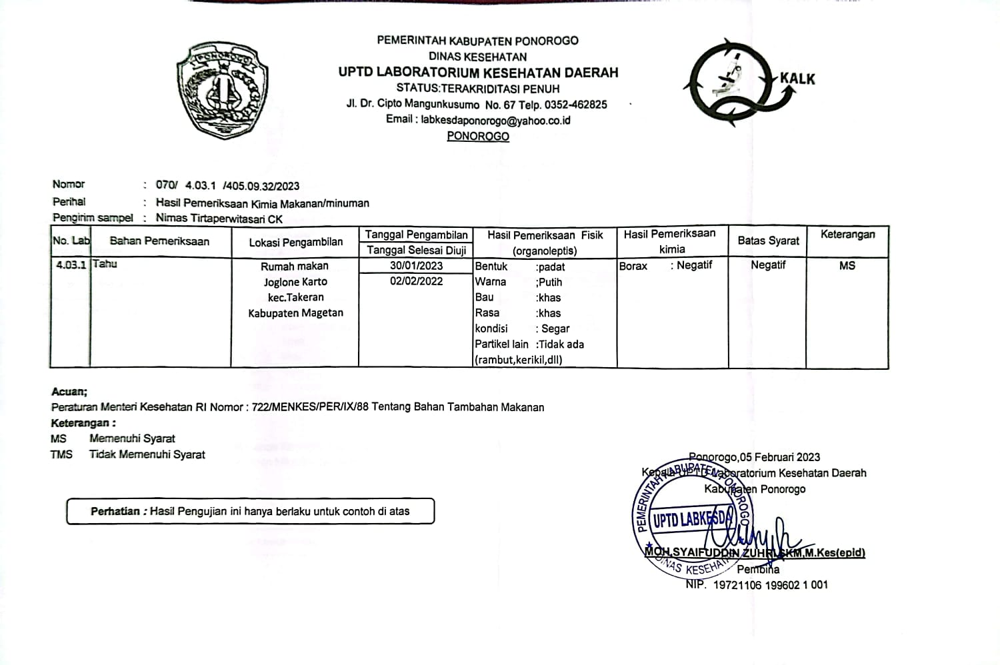 PONOROGO
PEMERINTAH KABUPATEN PONOROGO
DINAS KESEHATAN
UPTD LABORATORIUM KESEHATAN DAERAH
STATUS:TERAKRIDITASI PENUH
Jl. Dr. Cipto Mangunkusumo No. 67 Telp. 0352-462825
Email : labkesdaponorogo@yahoo.co.id
PONOROGO
KALK
Nomor : 070/ 4.03.1 /405.09.32/2023
Perihal : Hasil Pemeriksaan Kimia Makanan/minuman
Pengirim sampel : Nimas Tirtaperwitasari CK
No. Lab Bahan Pemeriksaan Lokasi Pengambilan Tanggal Pengambilan Hasil Pemeriksaan Fisik Hasil Pemeriksaan Batas Syarat Keterangan
Tanggal Selesai Diuji (organoleptis) kimia
4.03.1 Tahu Rumah makan 30/01/2023 Bentuk :padat Borax : Negatif Negatif MS
Joglone Karto 02/02/2022 Warna ;Putih
kec.Takeran Bau :khas
Kabupaten Magetan Rasa :khas
kondisi : Segar
Partikel lain :Tidak ada
(rambut,kerikil,dll)
Acuan;
Peraturan Menteri Kesehatan RI Nomor : 722/MENKES/PER/IX/88 Tentang Bahan Tambahan Makanan
Keterangan :
MS Memenuhi Syarat
TMS Tidak Memenuhi Syarat
Perhatian : Hasil Pengujian ini hanya berlaku untuk contoh di atas
Ponorogo,05 Februari 2023
Kepala UPTD Laboratorium Kesehatan Daerah
Kabupaten Ponorogo
PEMERINTAH KABUPATEN PONOROGO
UPTD LABKESDA
DINAS KESEHATAN
MOH,SYAIFUDDIN ZUHRI,SKM,M.Kes(epid)
Pembina
NIP. 19721106 199602 1 001